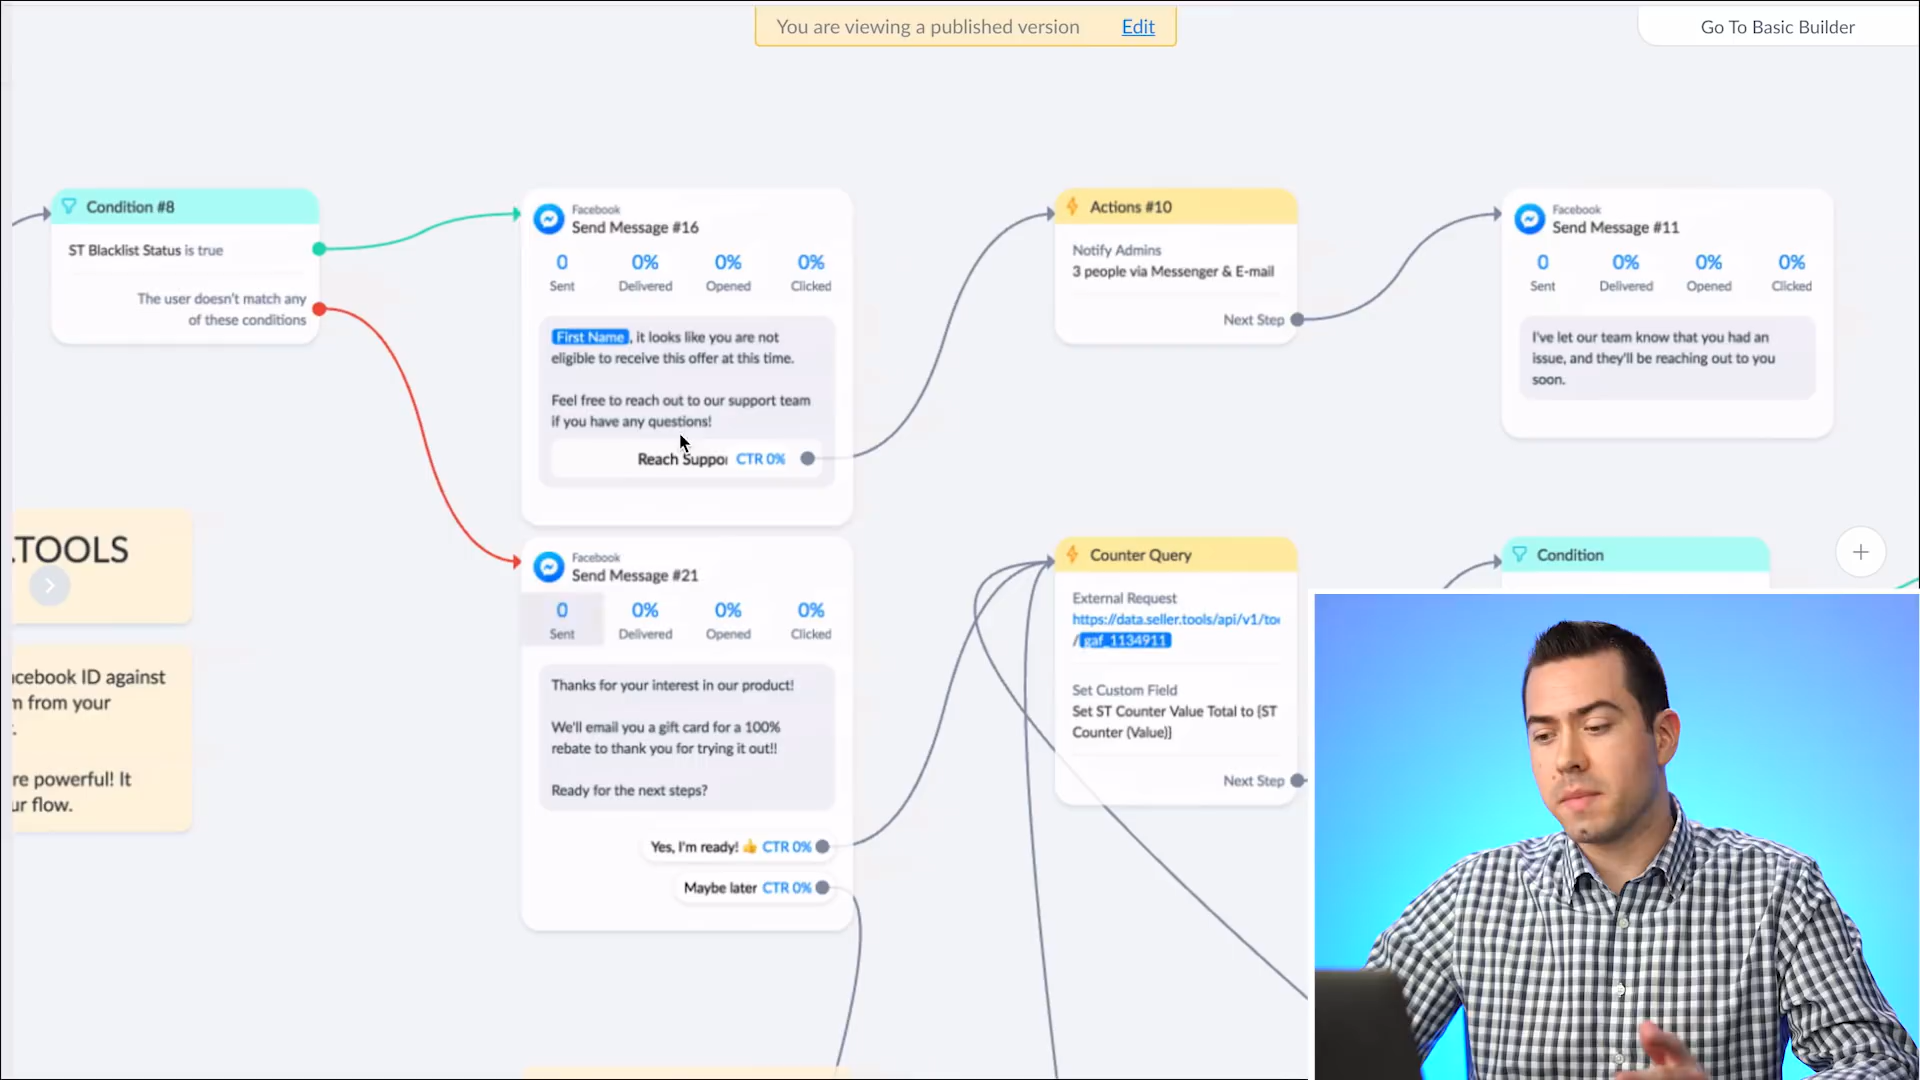 You are viewing a published version Edit
Go To Basic Builder
Condition #8
ST Blacklist Status is true
The user doesn't match any
of these conditions
Facebook
Send Message #16
0 0% 0% 0%
Sent Delivered Opened Clicked
First Name , it looks like you are not
eligible to receive this offer at this time.
Feel free to reach out to our support team
if you have any questions!
Reach Suppor CTR 0%
Actions #10
Notify Admins
3 people via Messenger & E-mail
Next Step
Facebook
Send Message #11
0 0% 0% 0%
Sent Delivered Opened Clicked
I've let our team know that you had an
issue, and they'll be reaching out to you
soon.
.TOOLS
cebook ID against
m from your
re powerful! It
ur flow.
Facebook
Send Message #21
0 0% 0% 0%
Sent Delivered Opened Clicked
Thanks for your interest in our product!
We'll email you a gift card for a 100%
rebate to thank you for trying it out!!
Ready for the next steps?
Yes, I'm ready! 👍 CTR 0%
Maybe later CTR 0%
Counter Query
External Request
https://data.seller.tools/api/v1/too
/ gaf_1134911
Set Custom Field
Set ST Counter Value Total to {ST
Counter (Value)}
Next Step
Condition